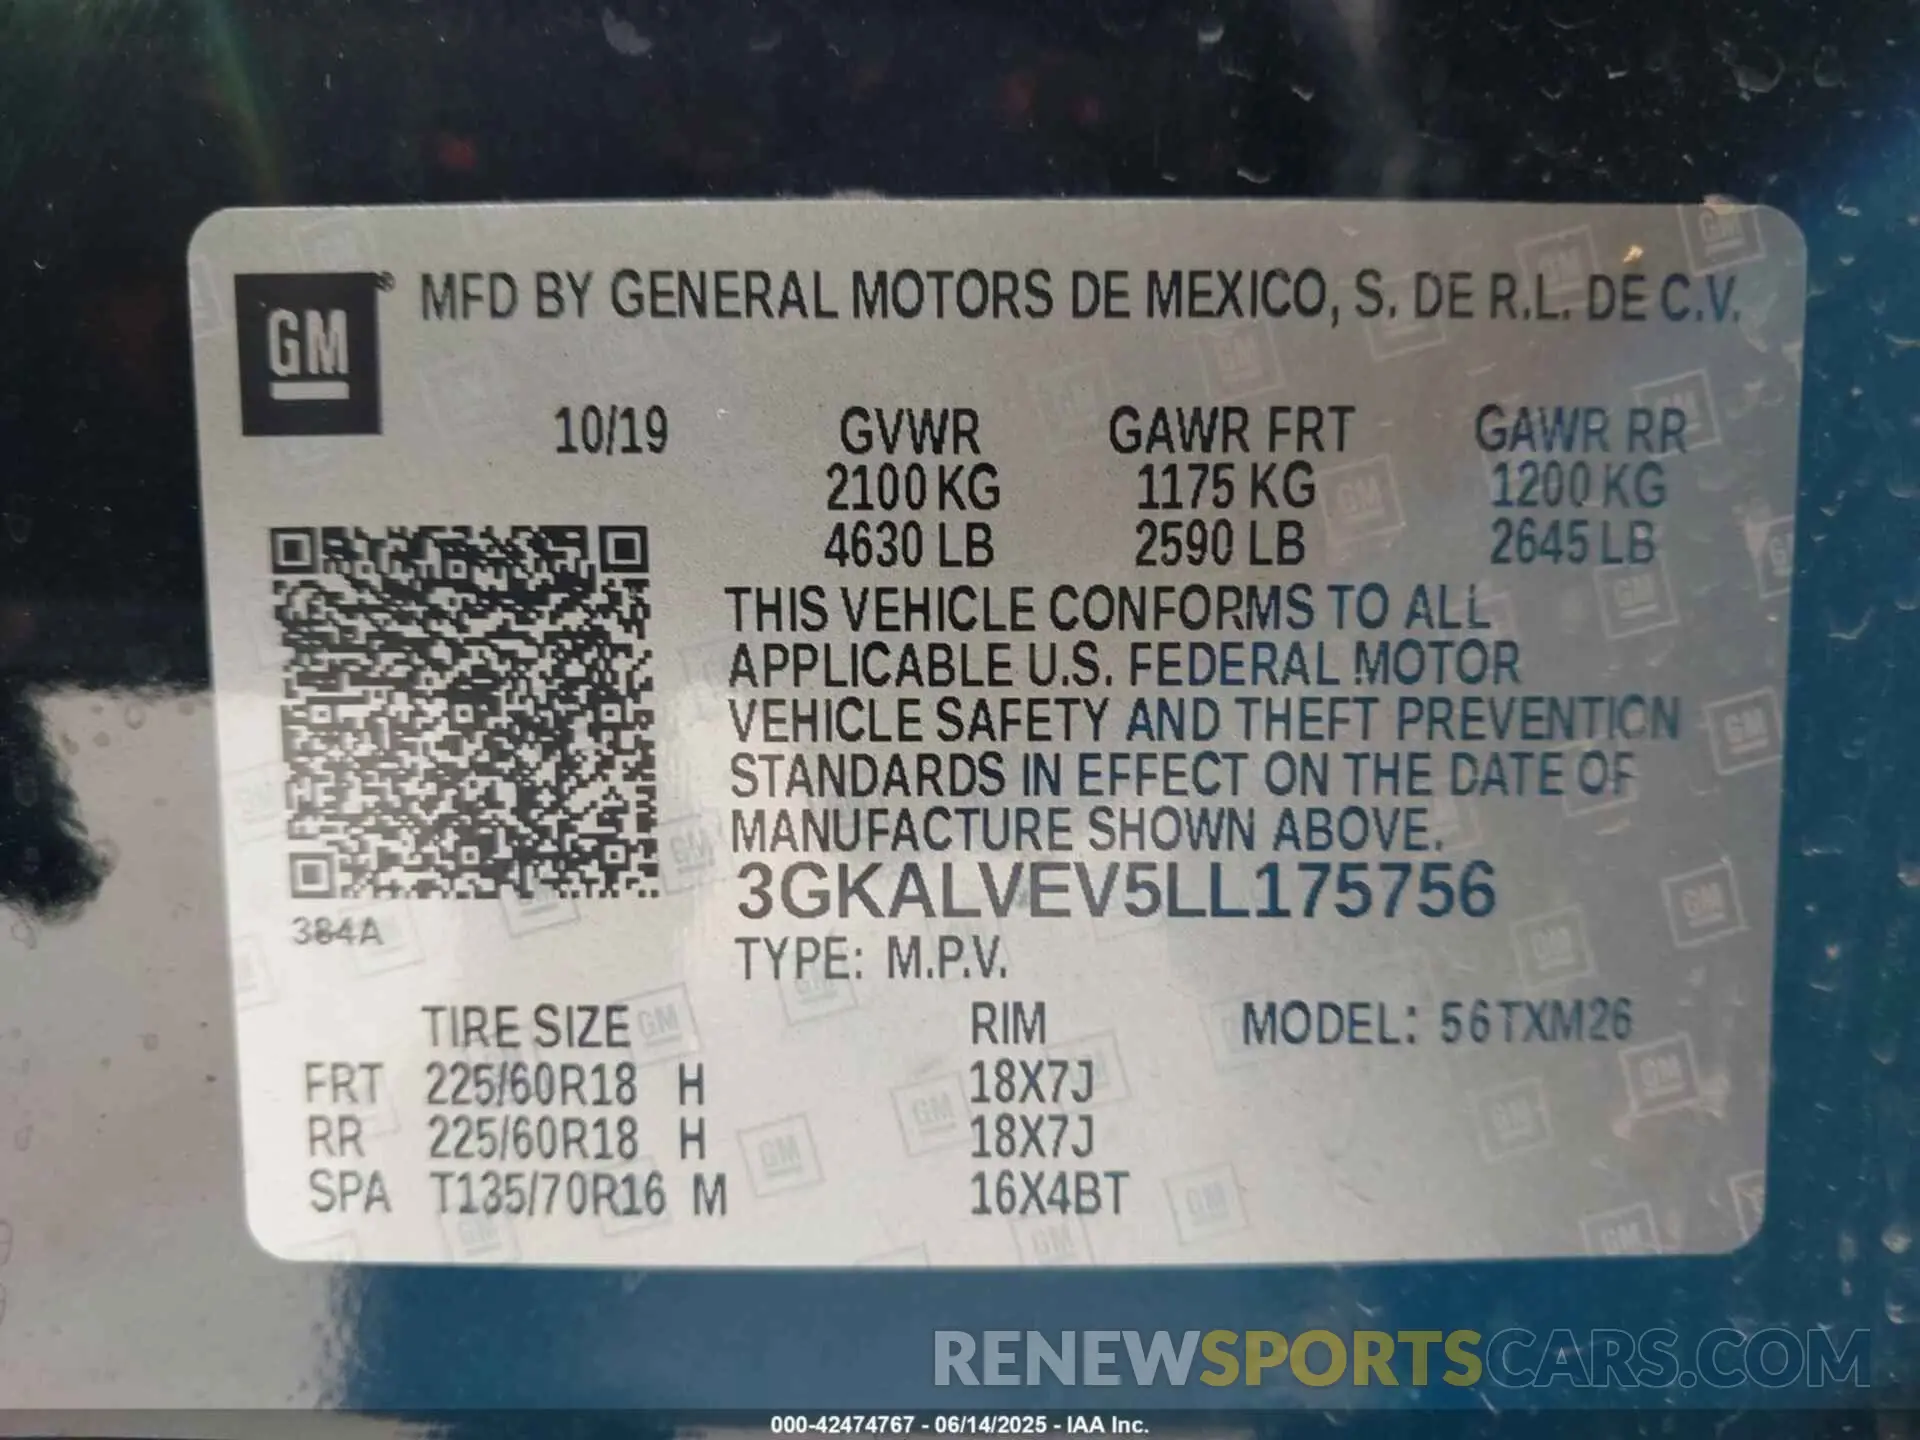 GM® MFD BY GENERAL MOTORS DE MEXICO, S. DE R.L. DE C.V.
10/19 GVWR GAWR FRT GAWR RR
2100 KG 1175 KG 1200 KG
4630 LB 2590 LB 2645 LB
THIS VEHICLE CONFORMS TO ALL
APPLICABLE U.S. FEDERAL MOTOR
VEHICLE SAFETY AND THEFT PREVENTION
STANDARDS IN EFFECT ON THE DATE OF
MANUFACTURE SHOWN ABOVE.
3GKALVEV5LL175756
384A
TYPE: M.P.V.
TIRE SIZE RIM MODEL: 56TXM26
FRT 225/60R18 H 18X7J
RR 225/60R18 H 18X7J
SPA T135/70R16 M 16X4BT
RENEWSPORTSCARS.COM
000-42474767 - 06/14/2025 - IAA Inc.